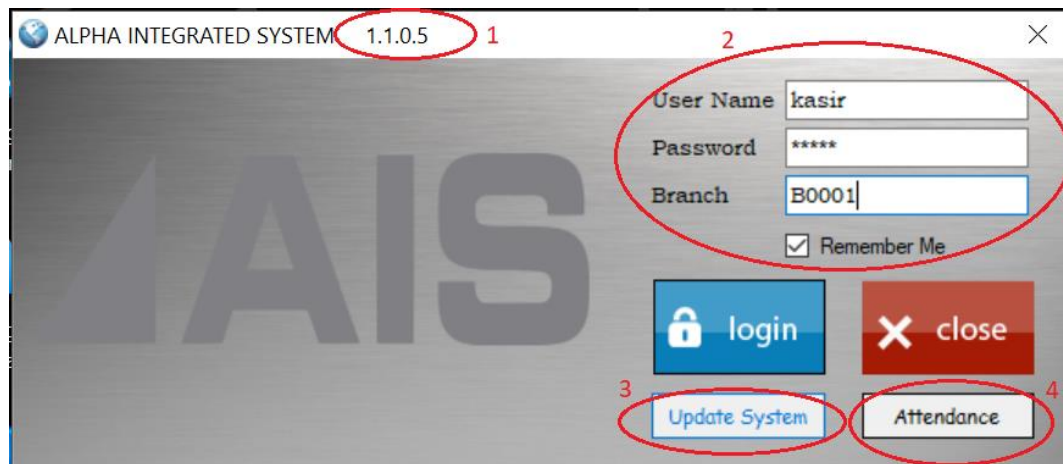 ALPHA INTEGRATED SYSTEM 1.1.0.5 1
2
User Name kasir
Password *****
Branch B0001
Remember Me
AIS
login
close
3
4
Update System
Attendance